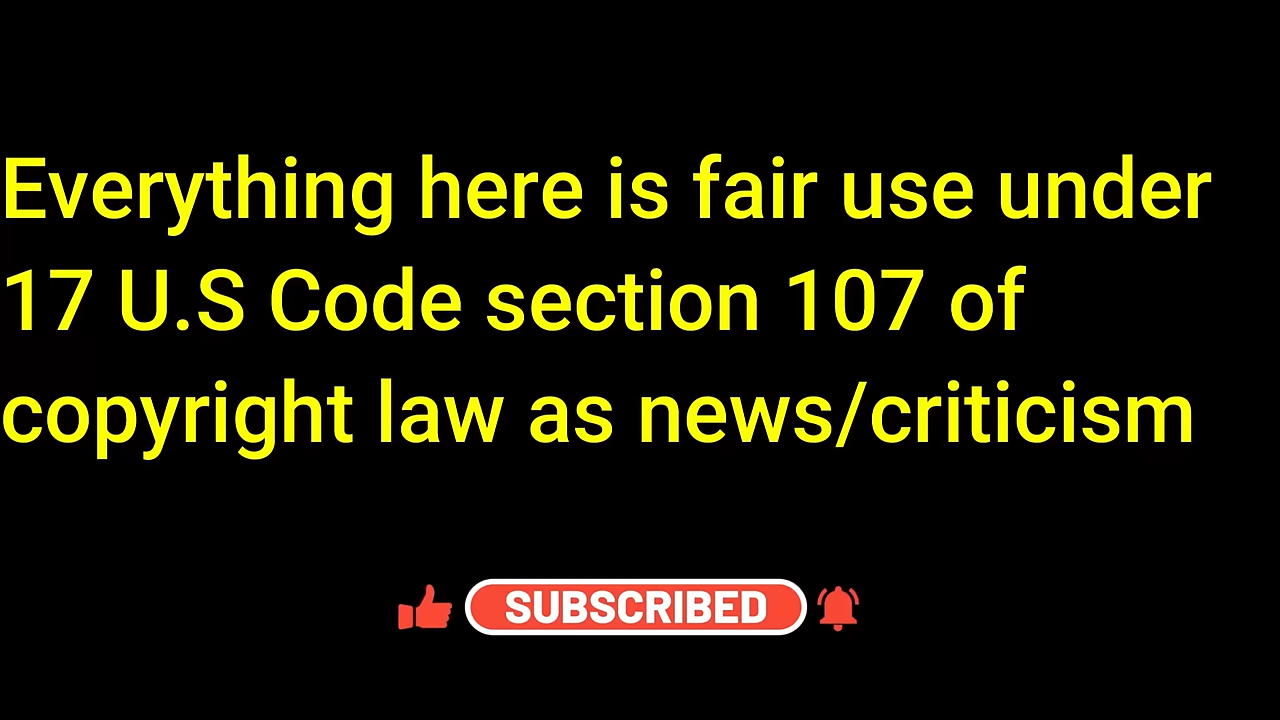 Everything here is fair use under
17 U.S Code section 107 of
copyright law as news/criticism
SUBSCRIBED